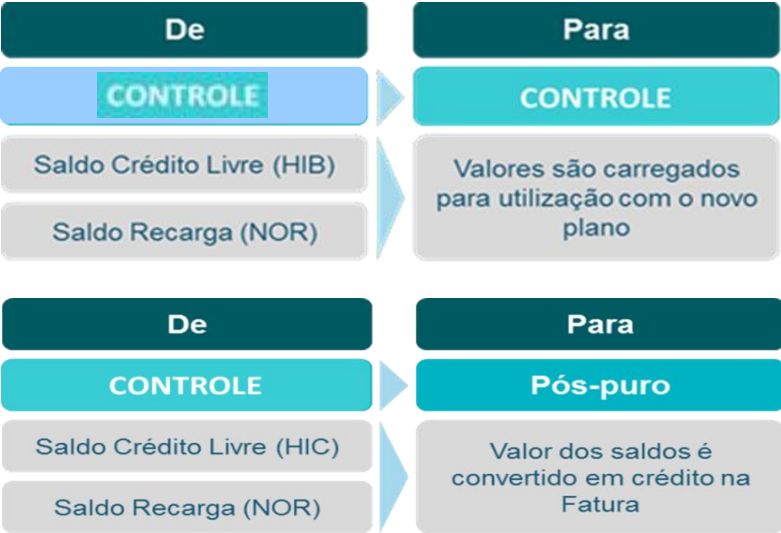 De
Para
CONTROLE
CONTROLE
Saldo Crédito Livre (HIB)
Saldo Recarga (NOR)
Valores são carregados
para utilização com o novo
plano
De
Para
CONTROLE
Pós-puro
Saldo Crédito Livre (HIC)
Saldo Recarga (NOR)
Valor dos saldos é
convertido em crédito na
Fatura